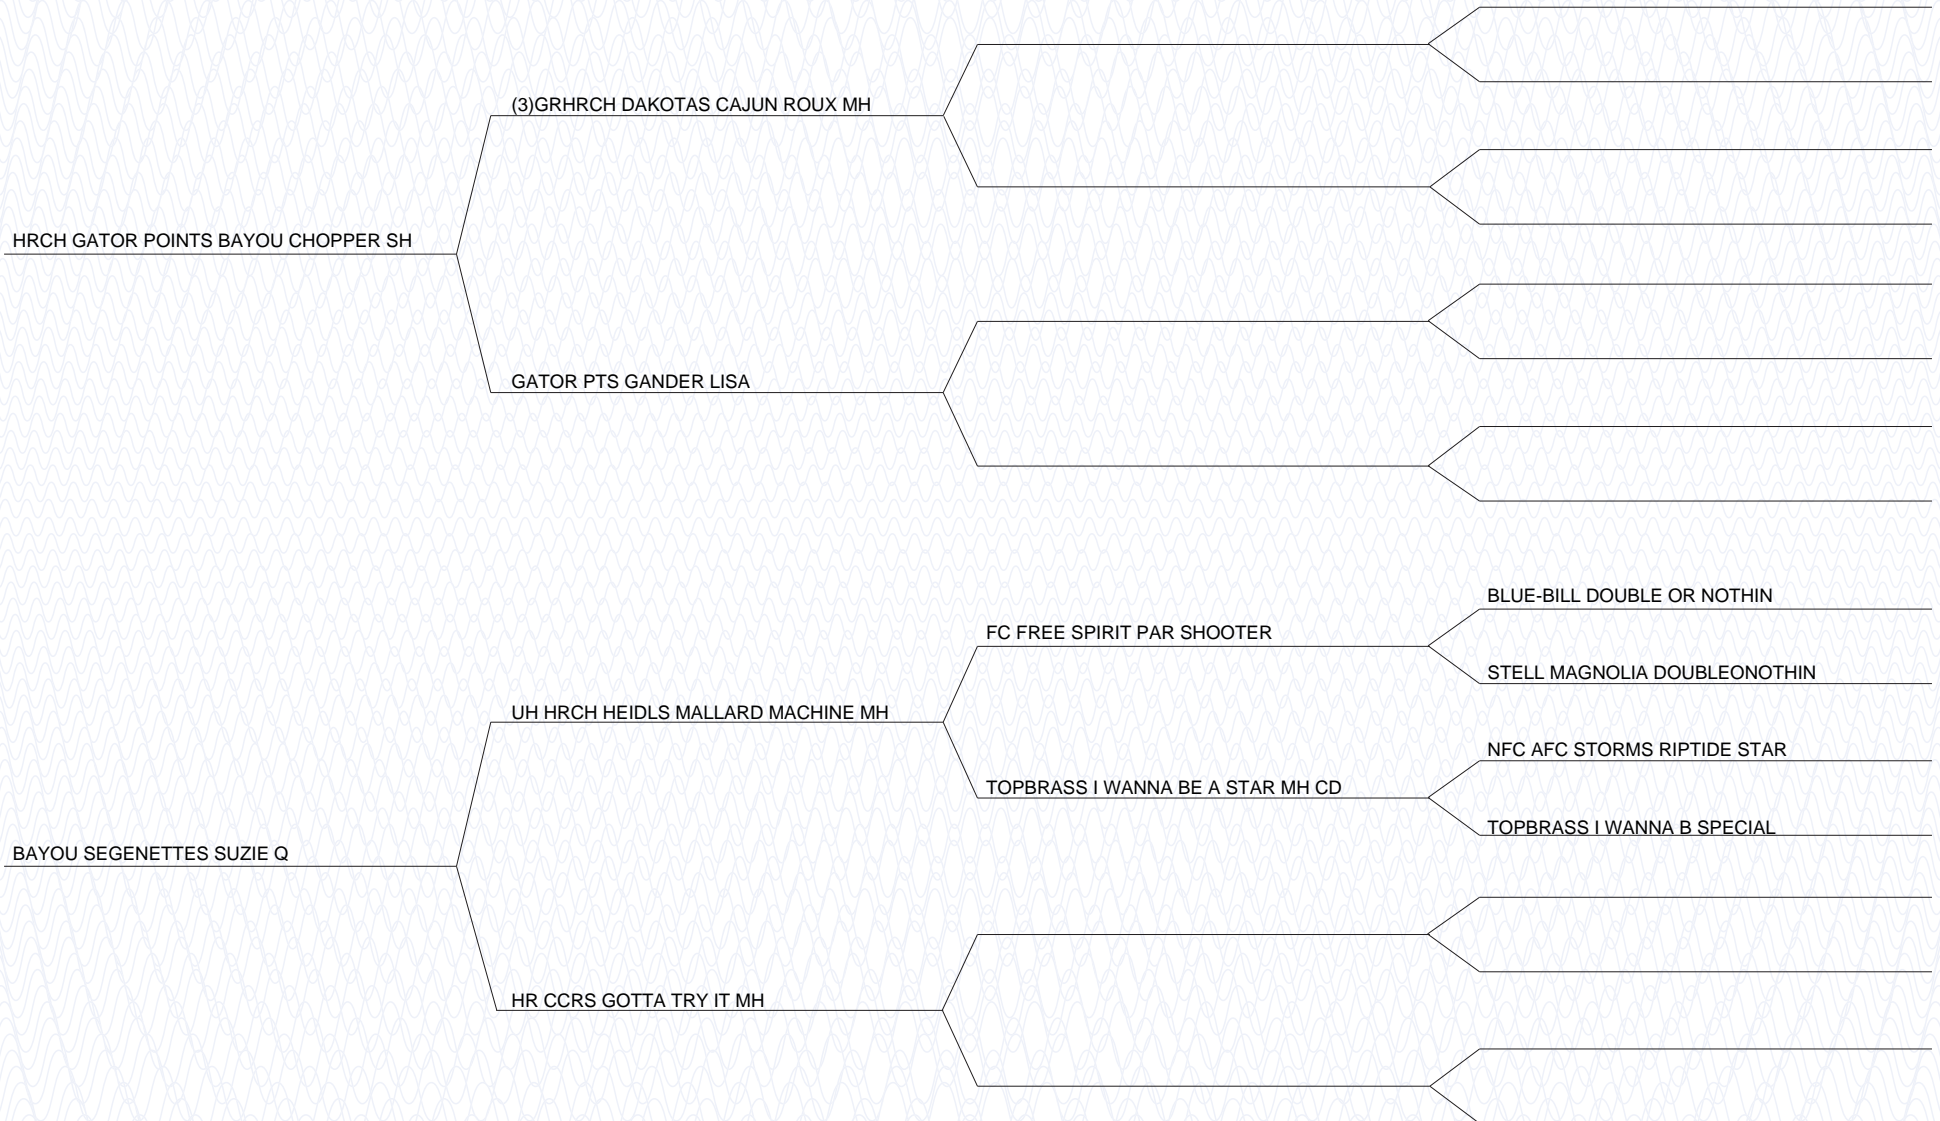 (3)GRHRCH DAKOTAS CAJUN ROUX MH
HRCH GATOR POINTS BAYOU CHOPPER SH
GATOR PTS GANDER LISA
BLUE-BILL DOUBLE OR NOTHIN
FC FREE SPIRIT PAR SHOOTER
STELL MAGNOLIA DOUBLEONOTHIN
UH HRCH HEIDLS MALLARD MACHINE MH
NFC AFC STORMS RIPTIDE STAR
TOPBRASS I WANNA BE A STAR MH CD
TOPBRASS I WANNA B SPECIAL
BAYOU SEGENETTES SUZIE Q
HR CCRS GOTTA TRY IT MH